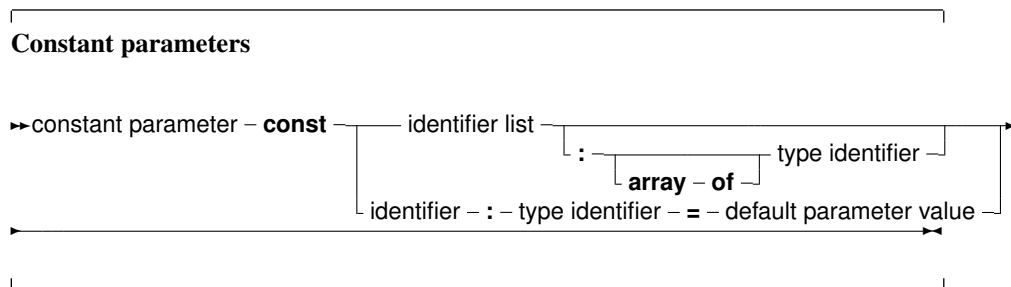 Constant parameters
constant parameter const identifier list
: type identifier
array of
identifier : type identifier = default parameter value